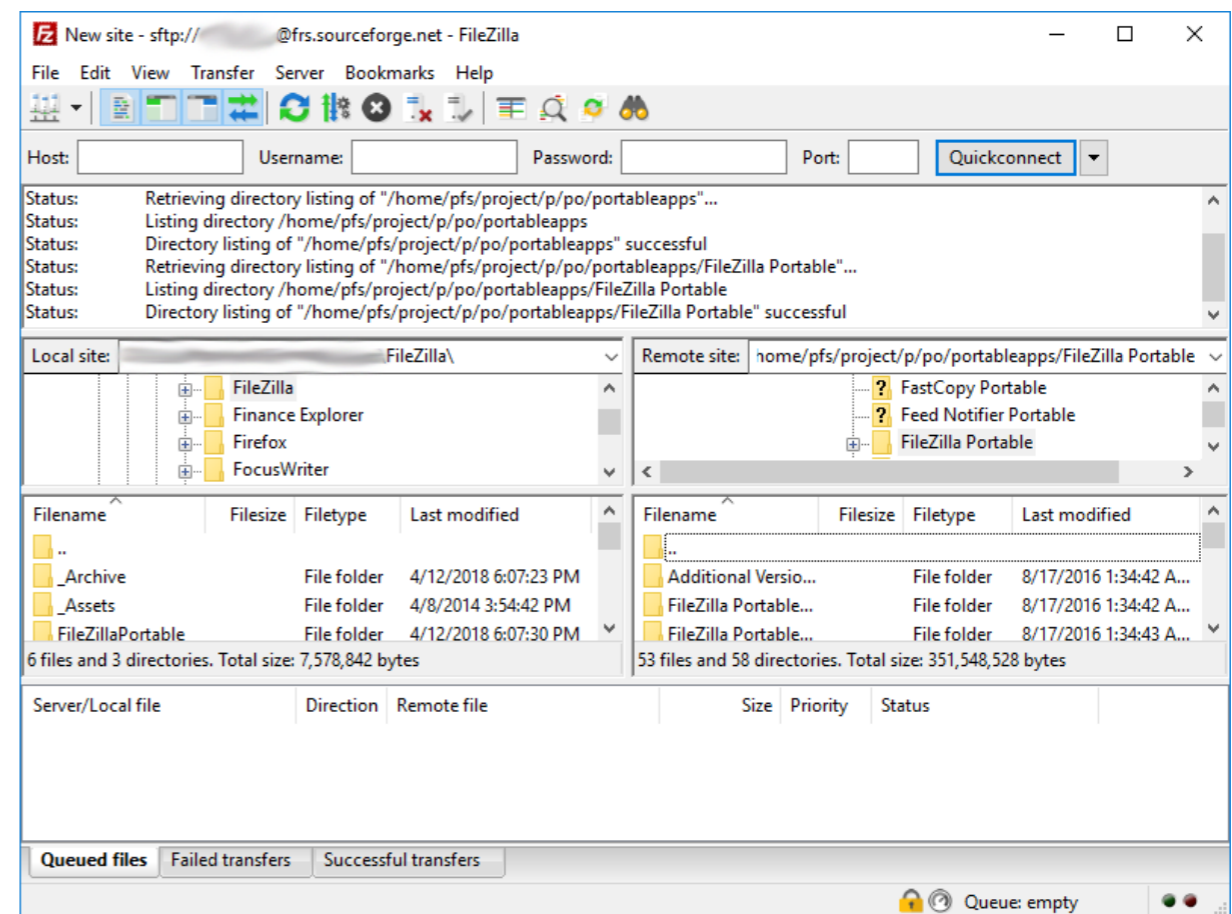 New site - sftp:// @frs.sourceforge.net - FileZilla
File Edit View Transfer Server Bookmarks Help
Host: Username: Password: Port: Quickconnect
Status: Retrieving directory listing of "/home/pfs/project/p/po/portableapps"...
Status: Listing directory /home/pfs/project/p/po/portableapps
Status: Directory listing of "/home/pfs/project/p/po/portableapps" successful
Status: Retrieving directory listing of "/home/pfs/project/p/po/portableapps/FileZilla Portable"...
Status: Listing directory /home/pfs/project/p/po/portableapps/FileZilla Portable
Status: Directory listing of "/home/pfs/project/p/po/portableapps/FileZilla Portable" successful
Local site: \FileZilla\
FileZilla
Finance Explorer
Firefox
FocusWriter
Filename Filesize Filetype Last modified
..
_Archive File folder 4/12/2018 6:07:23 PM
_Assets File folder 4/8/2014 3:54:42 PM
FileZillaPortable File folder 4/12/2018 6:07:30 PM
6 files and 3 directories. Total size: 7,578,842 bytes
Remote site: home/pfs/project/p/po/portableapps/FileZilla Portable
FastCopy Portable
Feed Notifier Portable
FileZilla Portable
Filename Filesize Filetype Last modified
..
Additional Versio... File folder 8/17/2016 1:34:42 A...
FileZilla Portable... File folder 8/17/2016 1:34:42 A...
FileZilla Portable... File folder 8/17/2016 1:34:43 A...
53 files and 58 directories. Total size: 351,548,528 bytes
Server/Local file Direction Remote file Size Priority Status
Queued files Failed transfers Successful transfers
Queue: empty